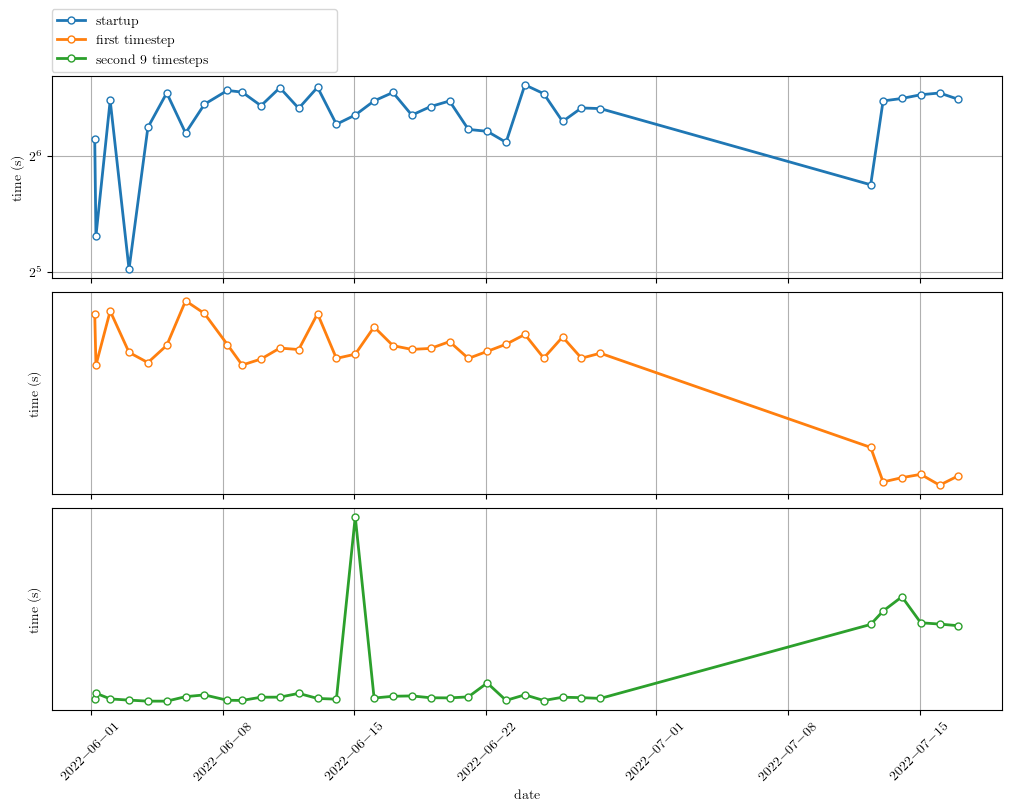 startup
first timestep
second 9 timesteps
time (s)
2^6
2^5
time (s)
time (s)
2022−06−01
2022−06−08
2022−06−15
2022−06−22
2022−07−01
2022−07−08
2022−07−15
date